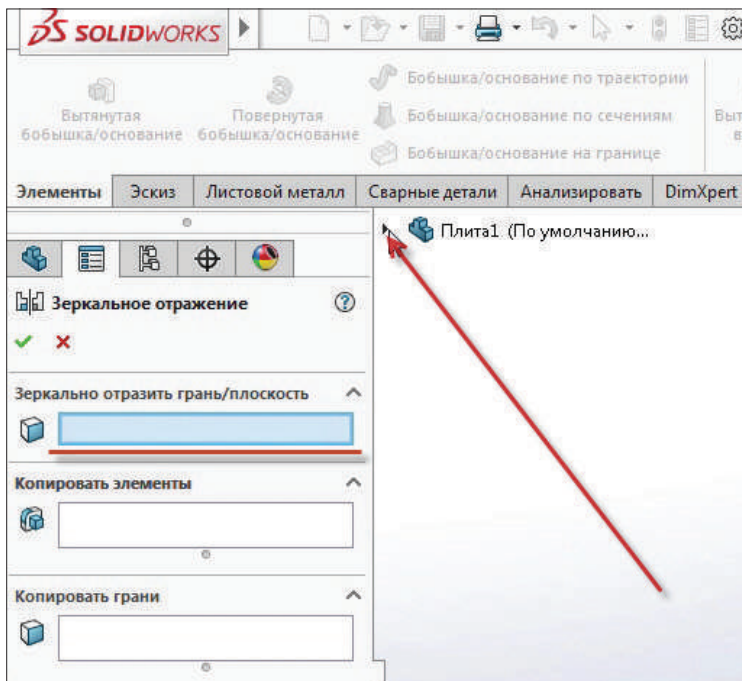 SOLIDWORKS
Вытянутая
бобышка/основание
Повернутая
бобышка/основание
Бобышка/основание по траектории
Бобышка/основание по сечениям
Бобышка/основание на границе
Элементы Эскиз Листовой металл Сварные детали Анализировать DimXpert
Плита1 (По умолчанию...
Зеркальное отражение
Зеркально отразить грань/плоскость
Копировать элементы
Копировать грани